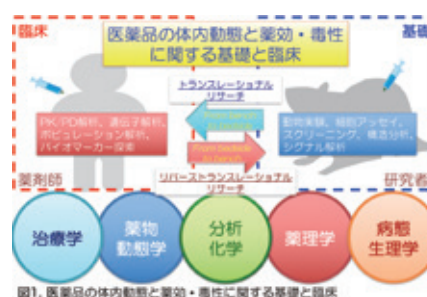 臨床
基礎
医薬品の体内動態と薬効・毒性
に関する基礎と臨床
トランスレーショナル
リサーチ
PK/PD解析、遺伝子解析、
ポピュレーション解析、
バイオマーカー探索
動物実験、細胞アッセイ、
スクリーニング、構造分析、
シグナル解析
From bench
to bedside
From bedside
to bench
薬剤師
研究者
リバーストランスレーショナル
リサーチ
治療学
薬物
動態学
分析
化学
薬理学
病態
生理学
図1. 医薬品の体内動態と薬効・毒性に関する基礎と臨床